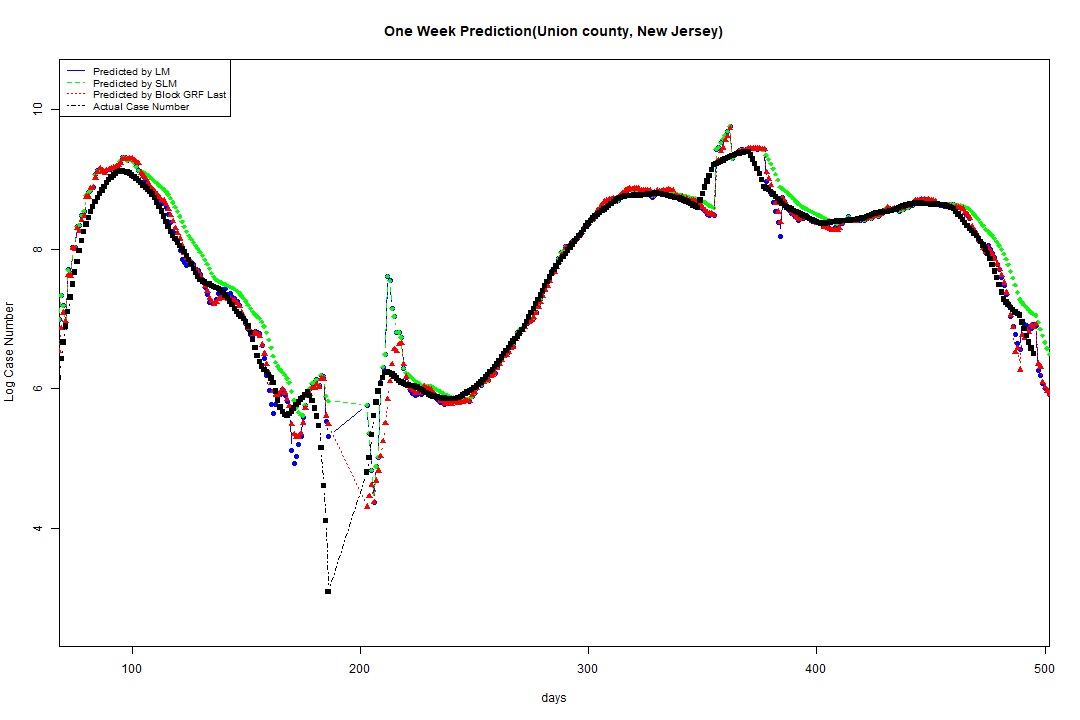 One Week Prediction(Union county, New Jersey)
Predicted by LM
Predicted by SLM
Predicted by Block GRF Last
Actual Case Number
10
8
6
4
Log Case Number
100 200 300 400 500
days